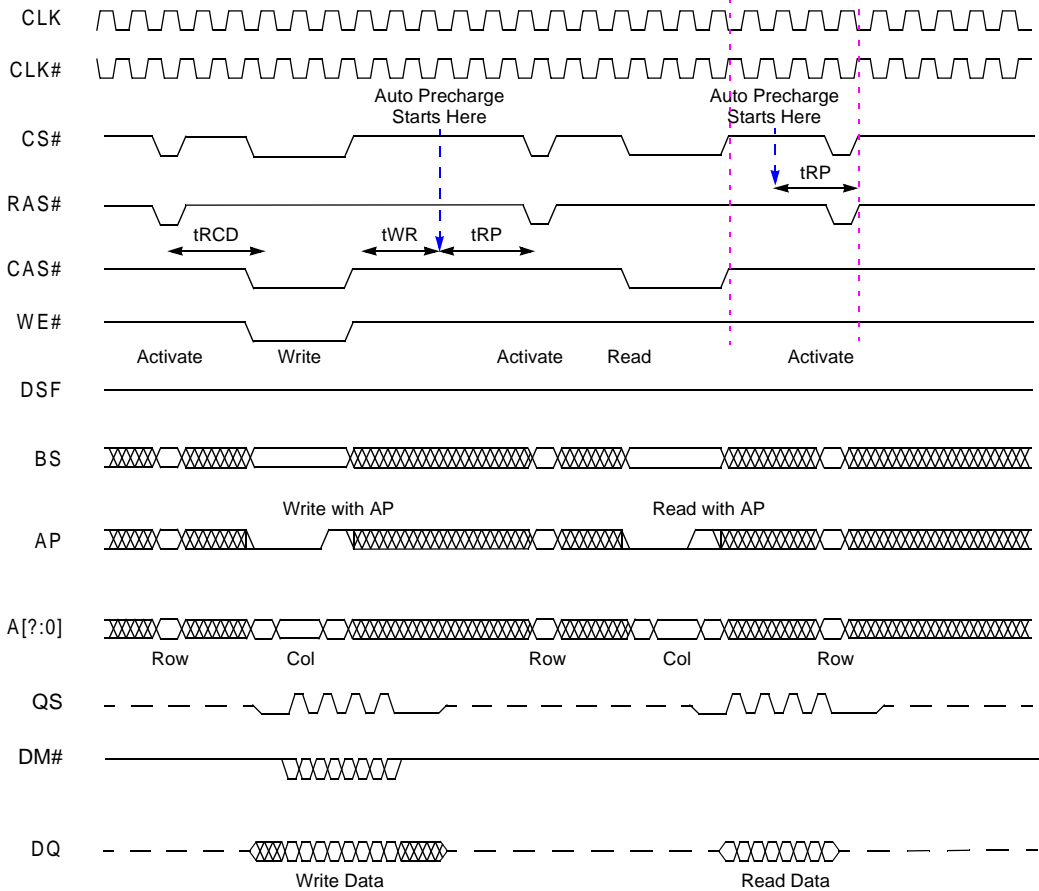 CLK
CLK#
Auto Precharge
Starts Here
Auto Precharge
Starts Here
CS#
tRP
RAS#
tRCD
tWR
tRP
CAS#
WE#
Activate
Write
Activate
Read
Activate
DSF
BS
Write with AP
Read with AP
AP
A[?:0]
Row
Col
Row
Col
Row
QS
DM#
DQ
Write Data
Read Data